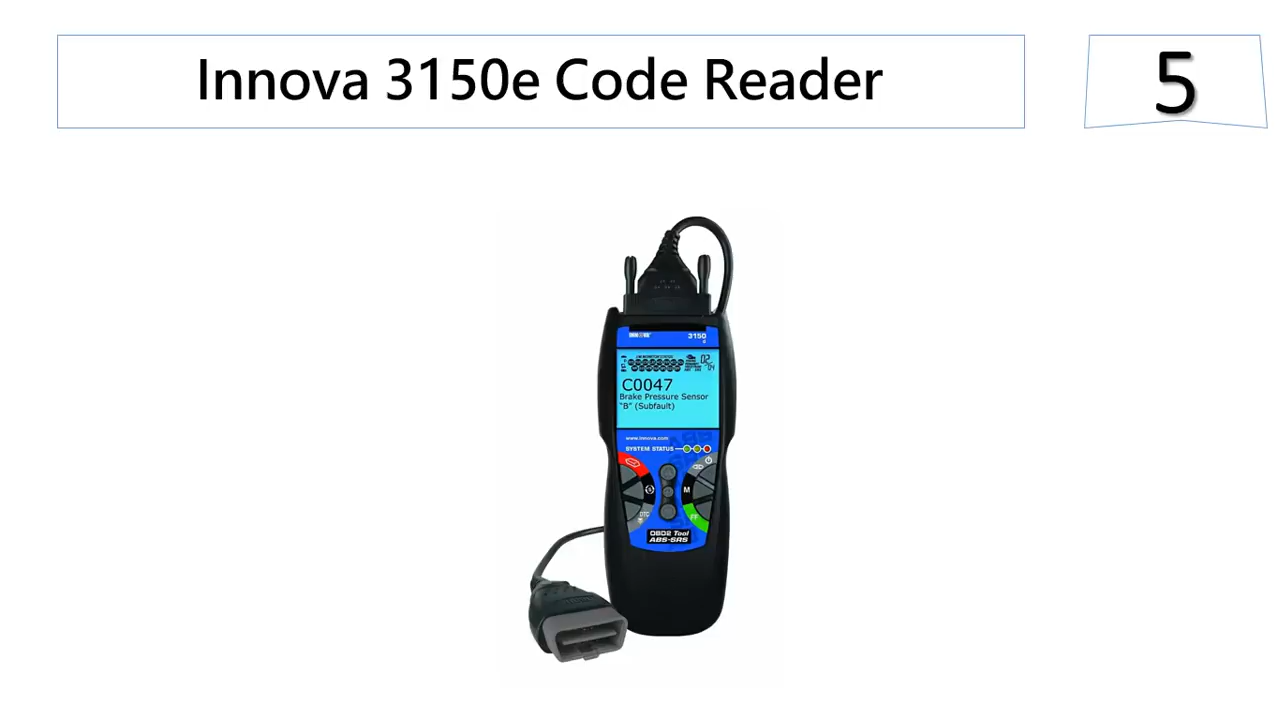 Innova 3150e Code Reader
5
3150
C0047
Brake Pressure Sensor
"B" (Subfault)
www.innova.com
SYSTEM STATUS
M
DTC
FF
OBD2 Tool
ABS-SRS